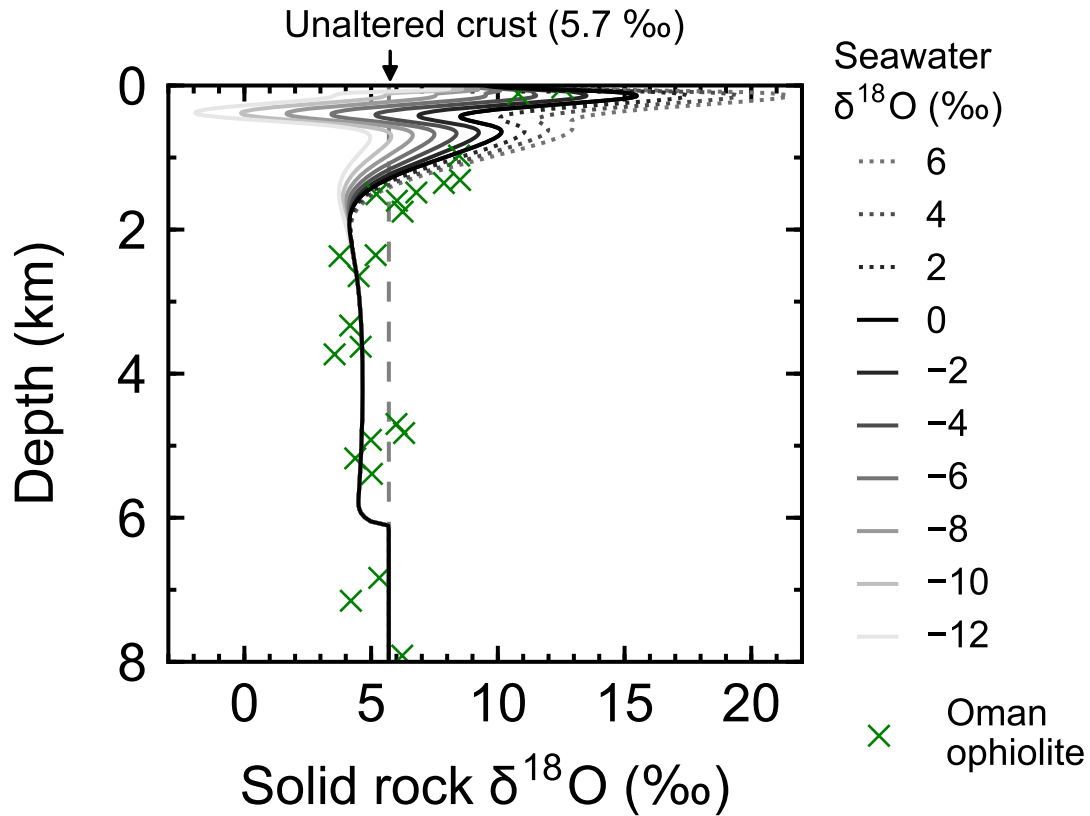 Unaltered crust (5.7 ‰)
Seawater
δ¹⁸O (‰)
6
4
2
0
−2
−4
−6
−8
−10
−12
Oman
ophiolite
Depth (km)
0
2
4
6
8
0 5 10 15 20
Solid rock δ¹⁸O (‰)